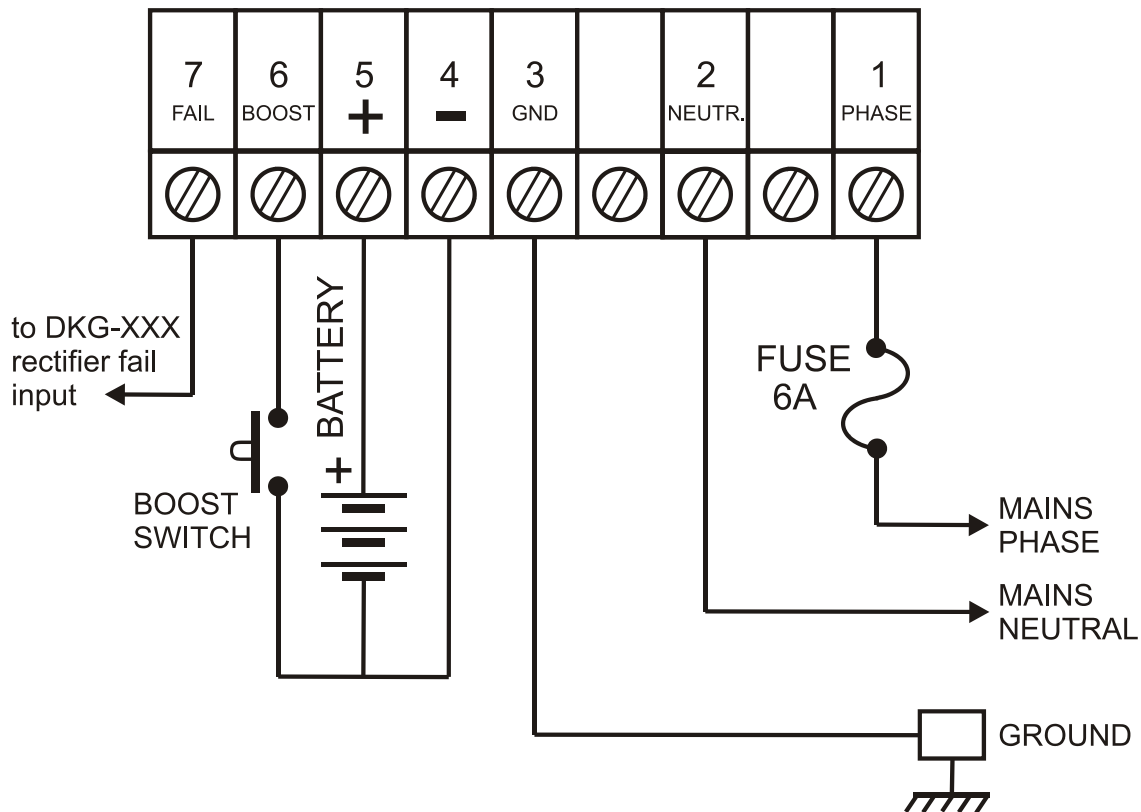 7
FAIL
6
BOOST
5
+
4
-
3
GND
2
NEUTR.
1
PHASE
to DKG-XXX
rectifier fail
input
BOOST
SWITCH
+ BATTERY
FUSE
6A
MAINS
PHASE
MAINS
NEUTRAL
GROUND